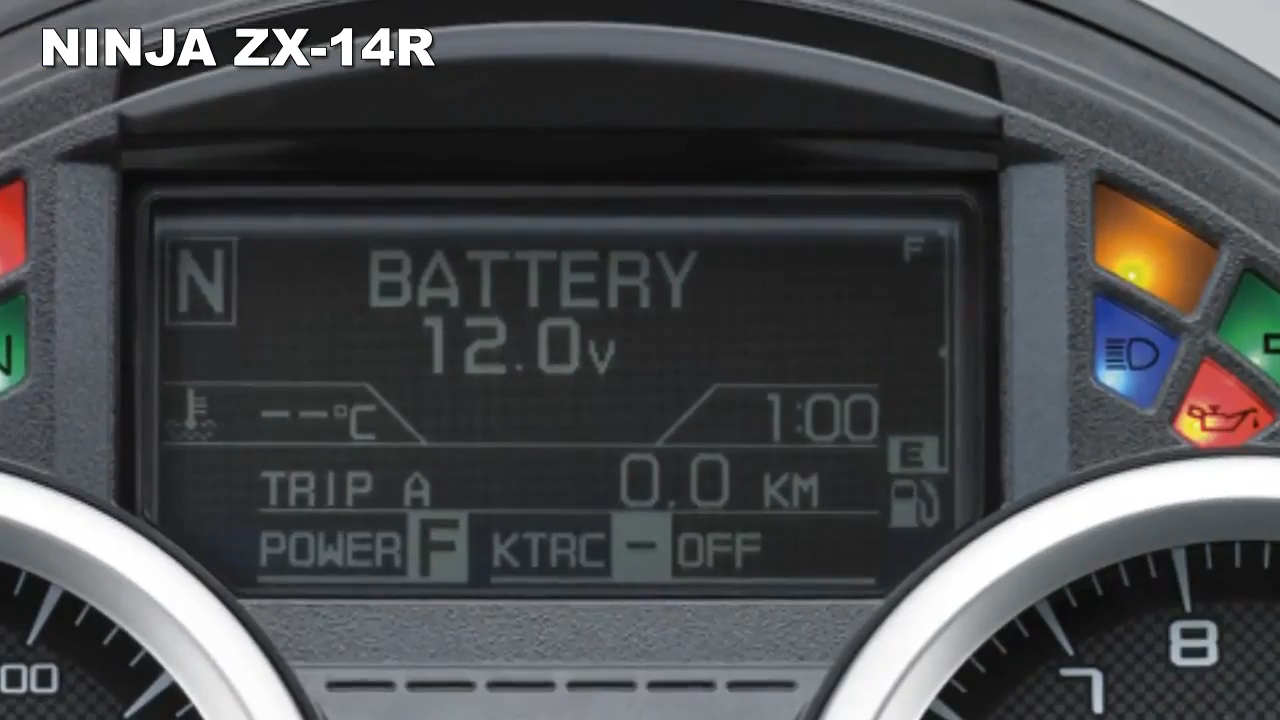 NINJA ZX-14R
N BATTERY F
12.0v
--°C 1:00
E
TRIP A 0.0 KM
POWER F KTRC - OFF
N
8
00 7